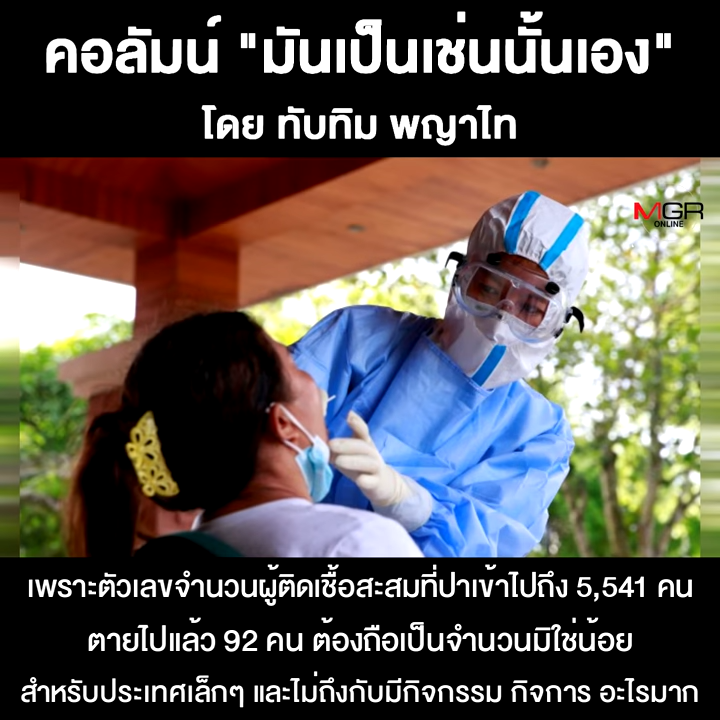 คอลัมน์ "มันเป็นเช่นนั้นเอง"
โดย ทับทิม พญาไท
MGR
ONLINE
เพราะตัวเลขจำนวนผู้ติดเชื้อสะสมที่ปาเข้าไปถึง 5,541 คน
ตายไปแล้ว 92 คน ต้องถือเป็นจำนวนมิใช่น้อย
สำหรับประเทศเล็กๆ และไม่ถึงกับมีกิจกรรม กิจการ อะไรมาก